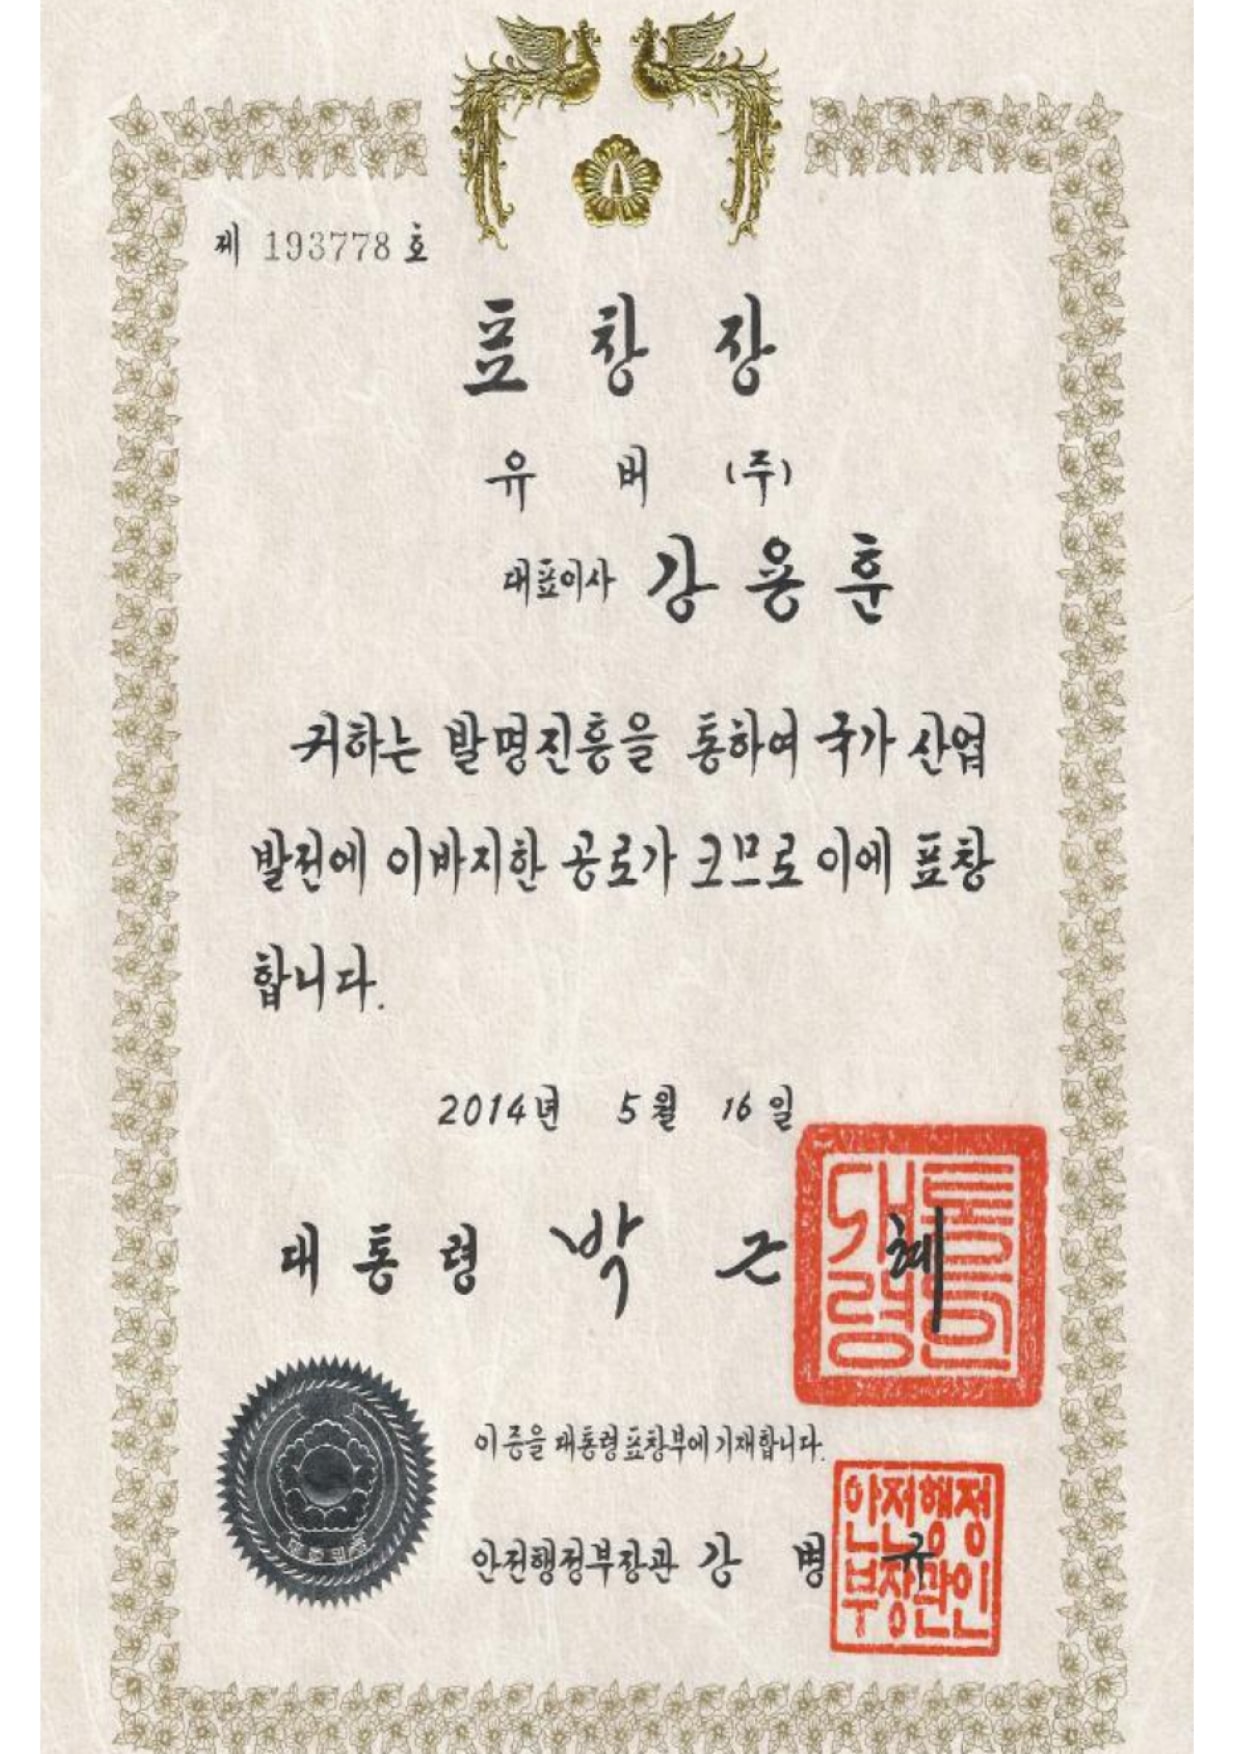 제 193778 호
표 창 장
유 버 (주)
대표이사 강 용 훈
귀하는 발명진흥을 통하여 국가 산업
발전에 이바지한 공로가 크므로 이에 표창
합니다.
2014년 5월 16일
대 통 령 박 근 혜
대통령인
이 증을 대통령 표창부에 기재합니다.
안전행정부장관 강 병 규
안전행정
부장관인